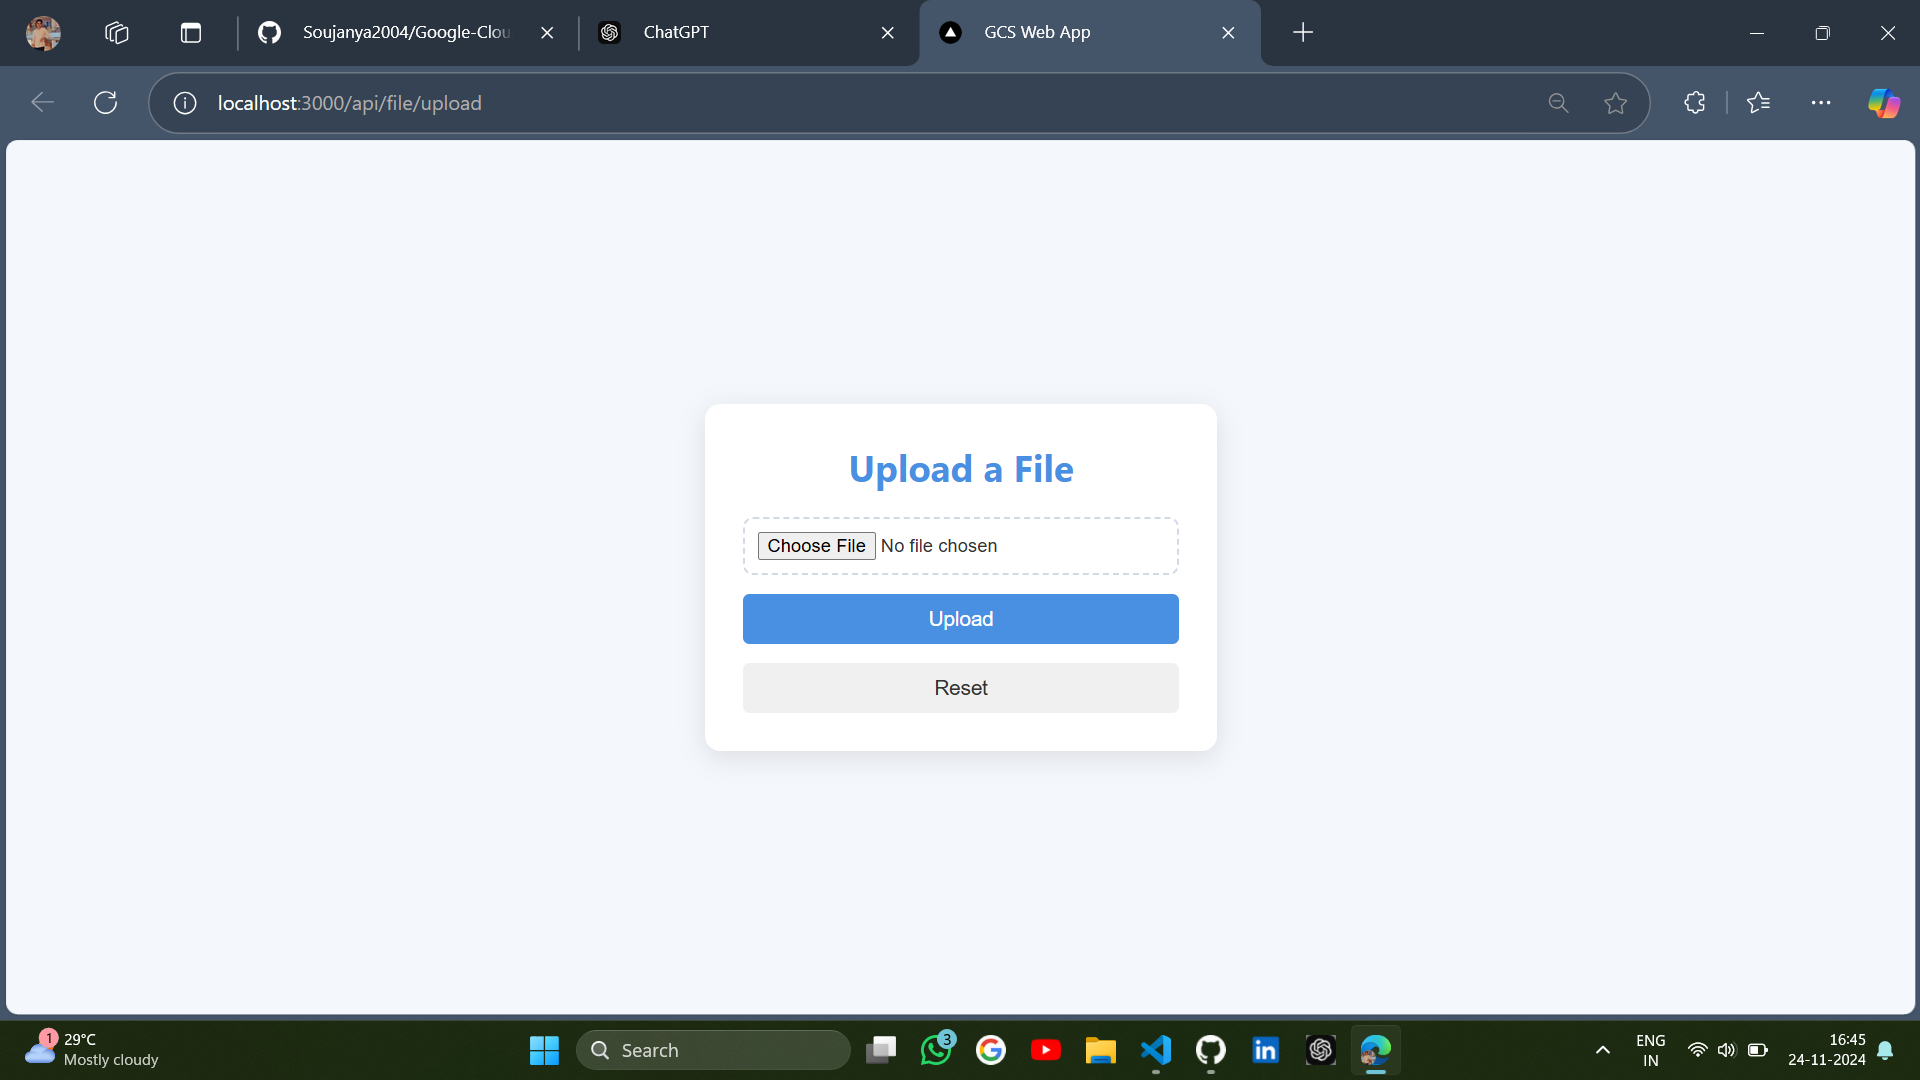 Soujanya2004/Google-Clou
ChatGPT
GCS Web App
localhost:3000/api/file/upload
Upload a File
Choose File No file chosen
Upload
Reset
1
29°C
Mostly cloudy
Search
3
in
ENG
IN
16:45
24-11-2024